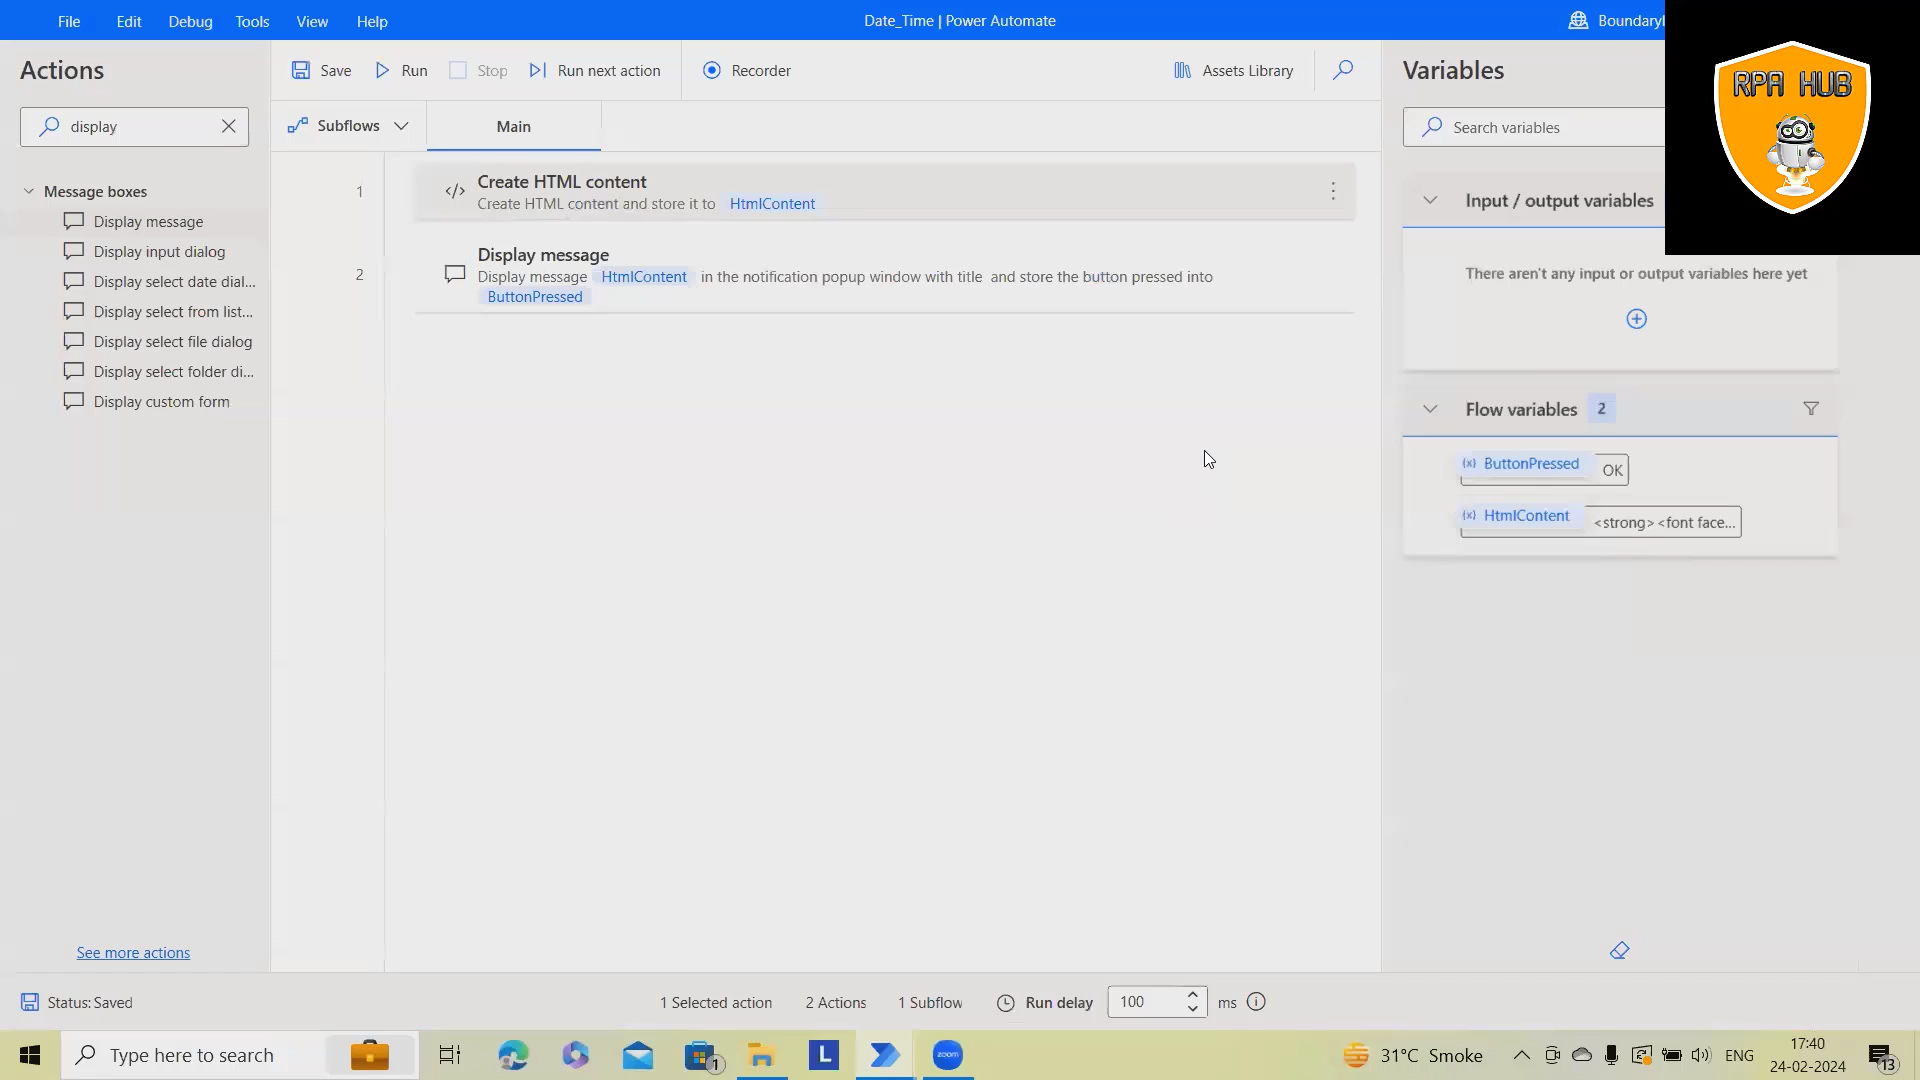 File Edit Debug Tools View Help
Date_Time | Power Automate
Actions
Save Run Stop Run next action Recorder
Assets Library
Variables
RPA HUB
display
Subflows Main
Search variables
Message boxes
Display message
Display input dialog
Display select date dial...
Display select from list...
Display select file dialog
Display select folder di...
Display custom form
1
Create HTML content
Create HTML content and store it to HtmlContent
2
Display message
Display message HtmlContent in the notification popup window with title and store the button pressed into
ButtonPressed
Input / output variables
There aren't any input or output variables here yet
Flow variables 2
(x) ButtonPressed OK
(x) HtmlContent <strong><font face...
See more actions
Status: Saved
1 Selected action 2 Actions 1 Subflow Run delay 100 ms
Type here to search
1
L
zoom
31°C Smoke
ENG
17:40
24-02-2024
13